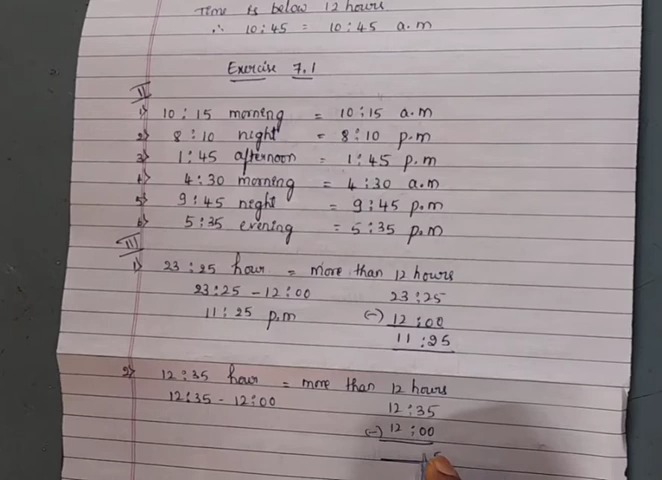 Time is below 12 hours
∴ 10:45 = 10:45 a.m
Exercise 7.1
II
1) 10:15 morning = 10:15 a.m
2) 8:10 night = 8:10 p.m
3) 1:45 afternoon = 1:45 p.m
4) 4:30 morning = 4:30 a.m
5) 9:45 night = 9:45 p.m
6) 5:35 evening = 5:35 p.m
III
1) 23:25 hour = more than 12 hours
23:25 - 12:00 23:25
11:25 p.m (-) 12:00
11:25
2) 12:35 hour = more than 12 hours
12:35 - 12:00 12:35
(-) 12:00